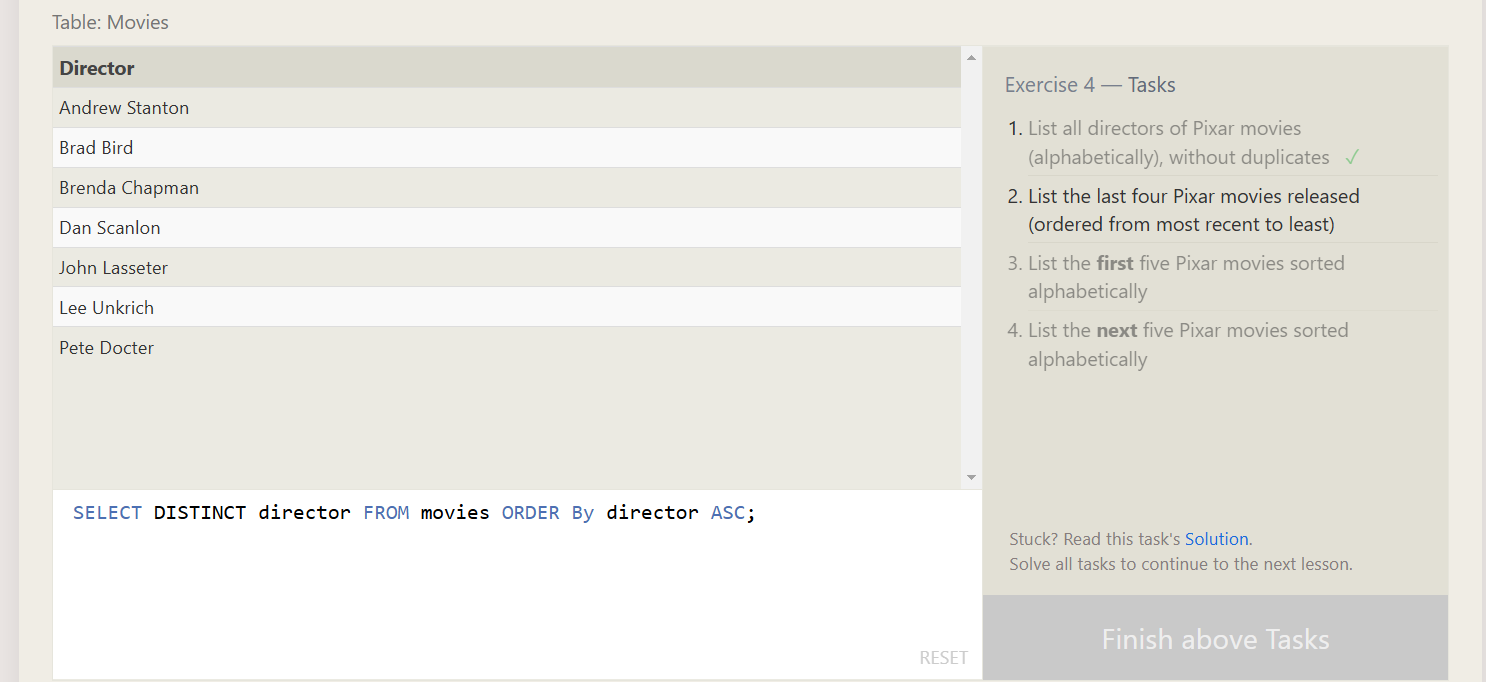 Table: Movies
Director
Andrew Stanton
Brad Bird
Brenda Chapman
Dan Scanlon
John Lasseter
Lee Unkrich
Pete Docter
SELECT DISTINCT director FROM movies ORDER By director ASC;
RESET
Exercise 4 — Tasks
1. List all directors of Pixar movies
(alphabetically), without duplicates ✓
2. List the last four Pixar movies released
(ordered from most recent to least)
3. List the first five Pixar movies sorted
alphabetically
4. List the next five Pixar movies sorted
alphabetically
Stuck? Read this task's Solution.
Solve all tasks to continue to the next lesson.
Finish above Tasks